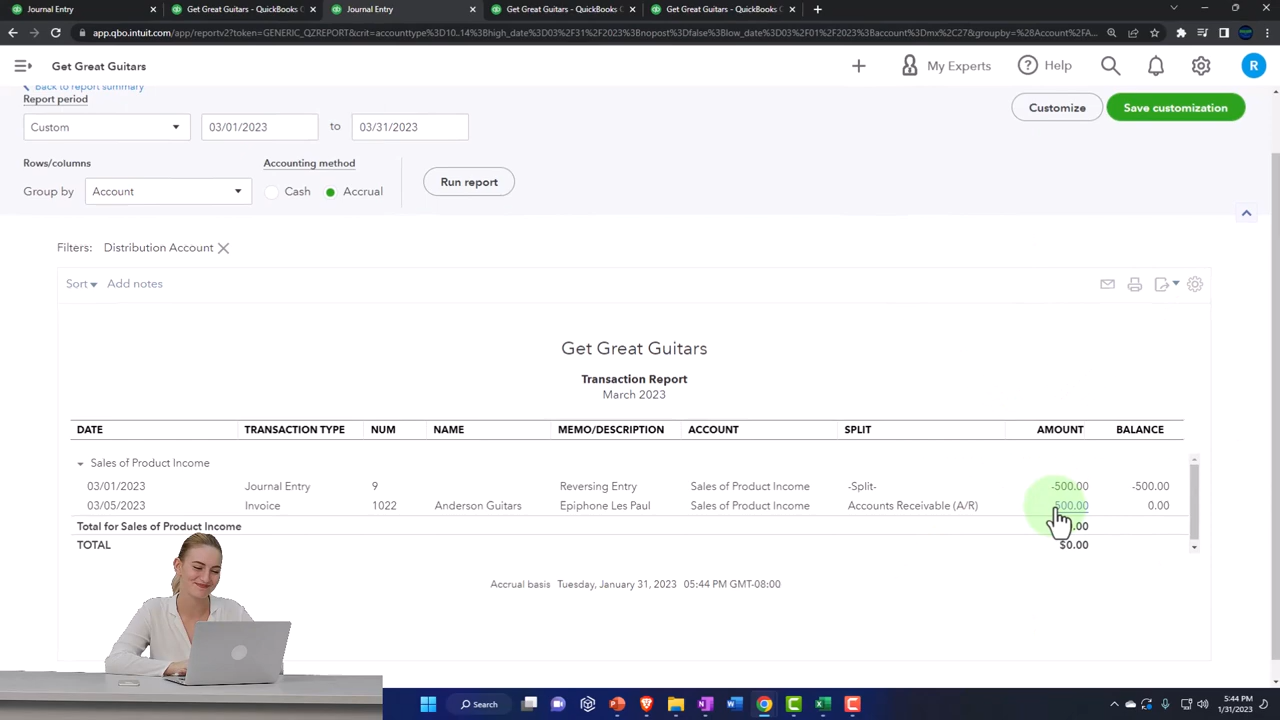 Journal Entry
Get Great Guitars - QuickBooks C
Journal Entry
Get Great Guitars - QuickBooks C
Get Great Guitars - QuickBooks C
app.qbo.intuit.com/app/reportv2?token=GENERIC_QZREPORT&crit=accounttype%3D10...14%3Dhigh_date%3D03%2F31%2F2023%3Dnopost%3Dfalse%3Dlow_date%3D03%2F01%2F2023%3Daccount%3Dmx%2C27&groupby=%28Account%2FA...
Get Great Guitars
My Experts
Help
R
Back to report summary
Report period
Customize
Save customization
Custom
03/01/2023
to
03/31/2023
Rows/columns
Accounting method
Group by
Account
Cash
Accrual
Run report
Filters: Distribution Account
Sort
Add notes
Get Great Guitars
Transaction Report
March 2023
DATE TRANSACTION TYPE NUM NAME MEMO/DESCRIPTION ACCOUNT SPLIT AMOUNT BALANCE
Sales of Product Income
03/01/2023 Journal Entry 9 Reversing Entry Sales of Product Income -Split- -500.00 -500.00
03/05/2023 Invoice 1022 Anderson Guitars Epiphone Les Paul Sales of Product Income Accounts Receivable (A/R) 500.00 0.00
Total for Sales of Product Income .00
TOTAL $0.00
Accrual basis Tuesday, January 31, 2023 05:44 PM GMT-08:00
Search
5:44 PM
1/31/2023